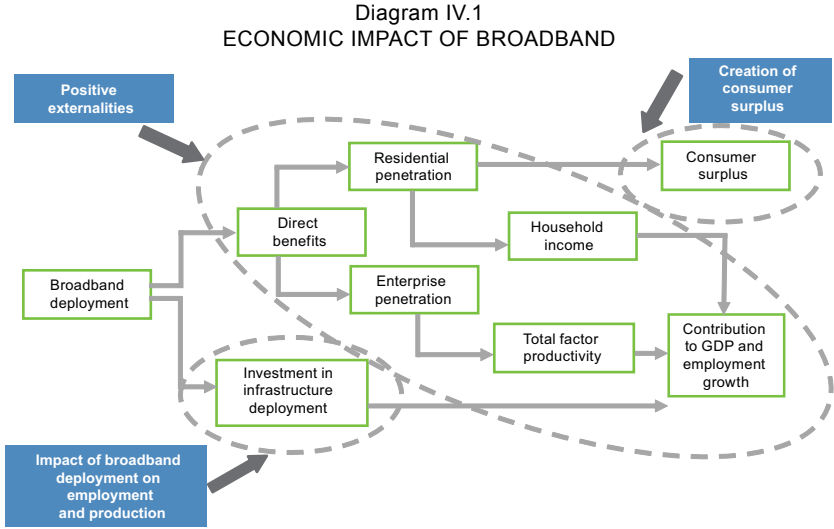 Diagram IV.1
ECONOMIC IMPACT OF BROADBAND
Positive
externalities
Creation of
consumer
surplus
Residential
penetration
Consumer
surplus
Direct
benefits
Household
income
Broadband
deployment
Enterprise
penetration
Total factor
productivity
Contribution
to GDP and
employment
growth
Investment in
infrastructure
deployment
Impact of broadband
deployment on
employment
and production